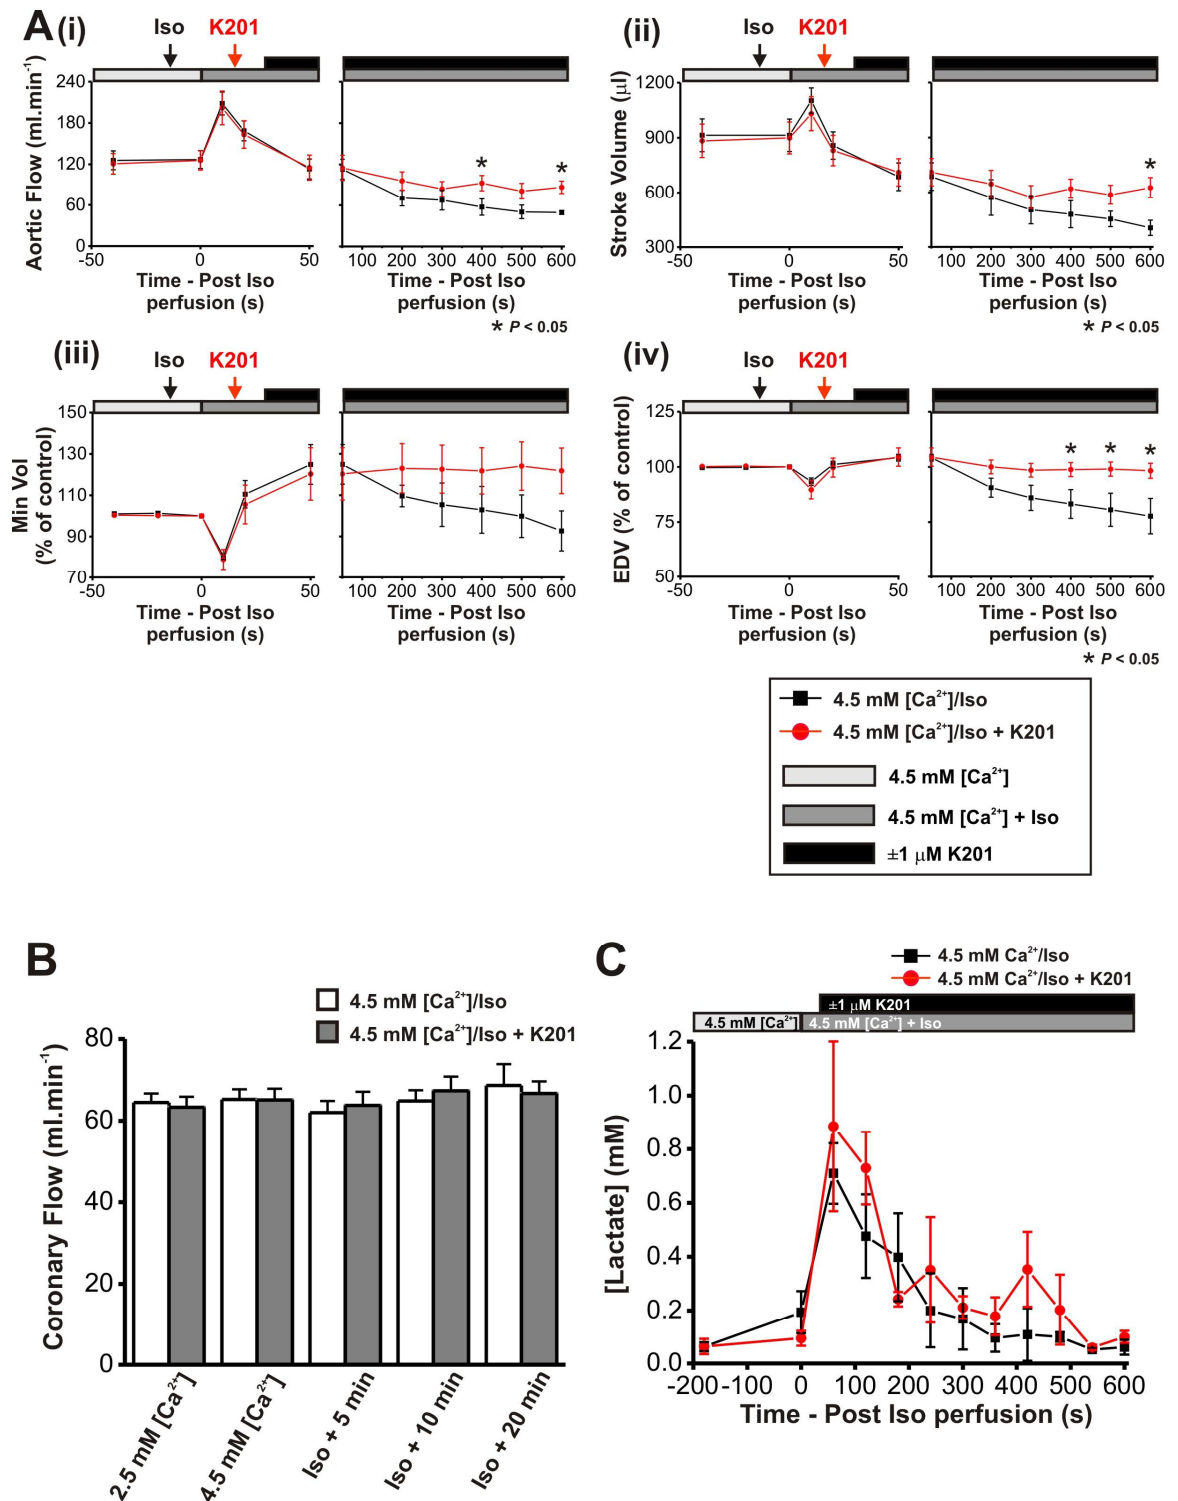 A (i)
Iso K201
Aortic Flow (ml.min⁻¹)
240
180
120
60
0
-50 0 50
100 200 300 400 500 600
* *
Time - Post Iso perfusion (s)
Time - Post Iso perfusion (s)
* P < 0.05
(ii)
Iso K201
Stroke Volume (µl)
1200
900
600
300
-50 0 50
100 200 300 400 500 600
*
Time - Post Iso perfusion (s)
Time - Post Iso perfusion (s)
* P < 0.05
(iii)
Iso K201
Min Vol
(% of control)
150
130
110
90
70
-50 0 50
100 200 300 400 500 600
Time - Post Iso perfusion (s)
Time - Post Iso perfusion (s)
(iv)
Iso K201
EDV (% of control)
125
100
75
50
-50 0 50
100 200 300 400 500 600
* * *
Time - Post Iso perfusion (s)
Time - Post Iso perfusion (s)
* P < 0.05
4.5 mM [Ca²⁺]/Iso
4.5 mM [Ca²⁺]/Iso + K201
4.5 mM [Ca²⁺]
4.5 mM [Ca²⁺] + Iso
±1 µM K201
B
4.5 mM [Ca²⁺]/Iso
4.5 mM [Ca²⁺]/Iso + K201
Coronary Flow (ml.min⁻¹)
80
60
40
20
0
2.5 mM [Ca²⁺]
4.5 mM [Ca²⁺]
Iso + 5 min
Iso + 10 min
Iso + 20 min
C
4.5 mM Ca²⁺/Iso
4.5 mM Ca²⁺/Iso + K201
±1 µM K201
4.5 mM [Ca²⁺] 4.5 mM [Ca²⁺] + Iso
[Lactate] (mM)
1.2
1.0
0.8
0.6
0.4
0.2
0.0
-200 -100 0 100 200 300 400 500 600
Time - Post Iso perfusion (s)